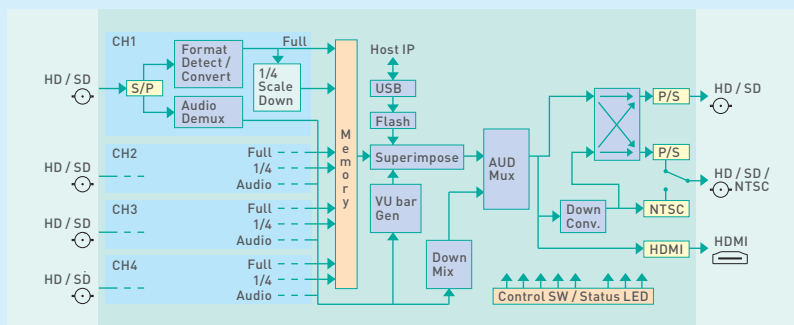 CH1
Format
Detect /
Convert
Full
HD / SD
S/P
1/4
Scale
Down
Audio
Demux
CH2
HD / SD
Full
1/4
Audio
CH3
HD / SD
Full
1/4
Audio
CH4
HD / SD
Full
1/4
Audio
Memory
Host IP
USB
Flash
Superimpose
VU bar
Gen
Down
Mix
AUD
Mux
Down
Conv.
P/S
HD / SD
P/S
HD / SD /
NTSC
NTSC
HDMI
HDMI
Control SW / Status LED